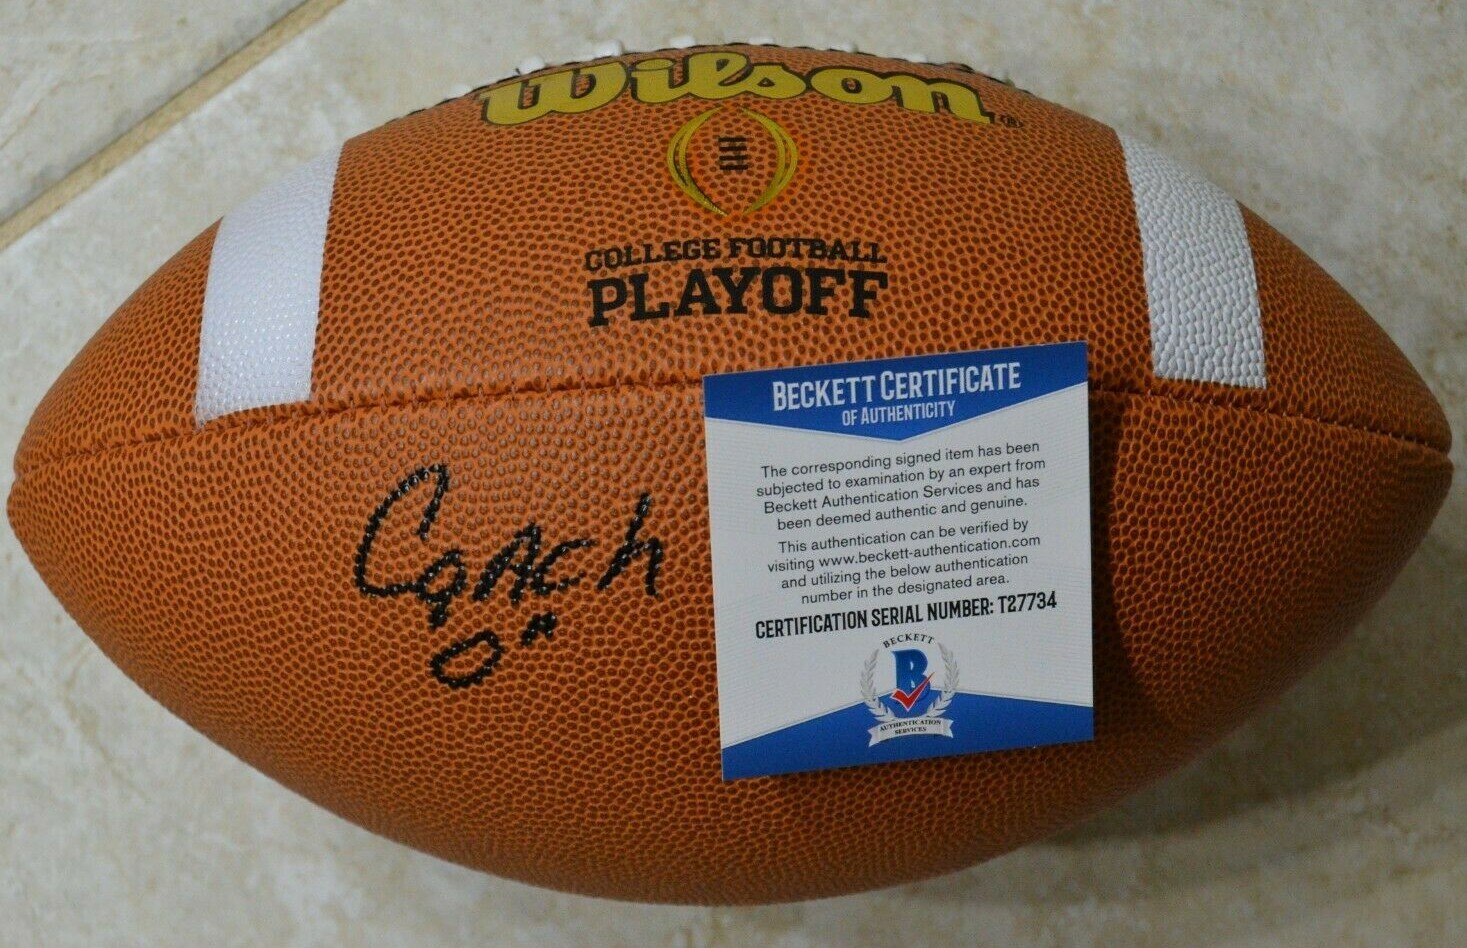 Wilson®
COLLEGE FOOTBALL
PLAYOFF
Coach
O"
BECKETT CERTIFICATE
OF AUTHENTICITY
The corresponding signed item has been
subjected to examination by an expert from
Beckett Authentication Services and has
been deemed authentic and genuine.
This authentication can be verified by
visiting www.beckett-authentication.com
and utilizing the below authentication
number in the designated area.
CERTIFICATION SERIAL NUMBER: T27734
BECKETT
B
AUTHENTICATION
SERVICES